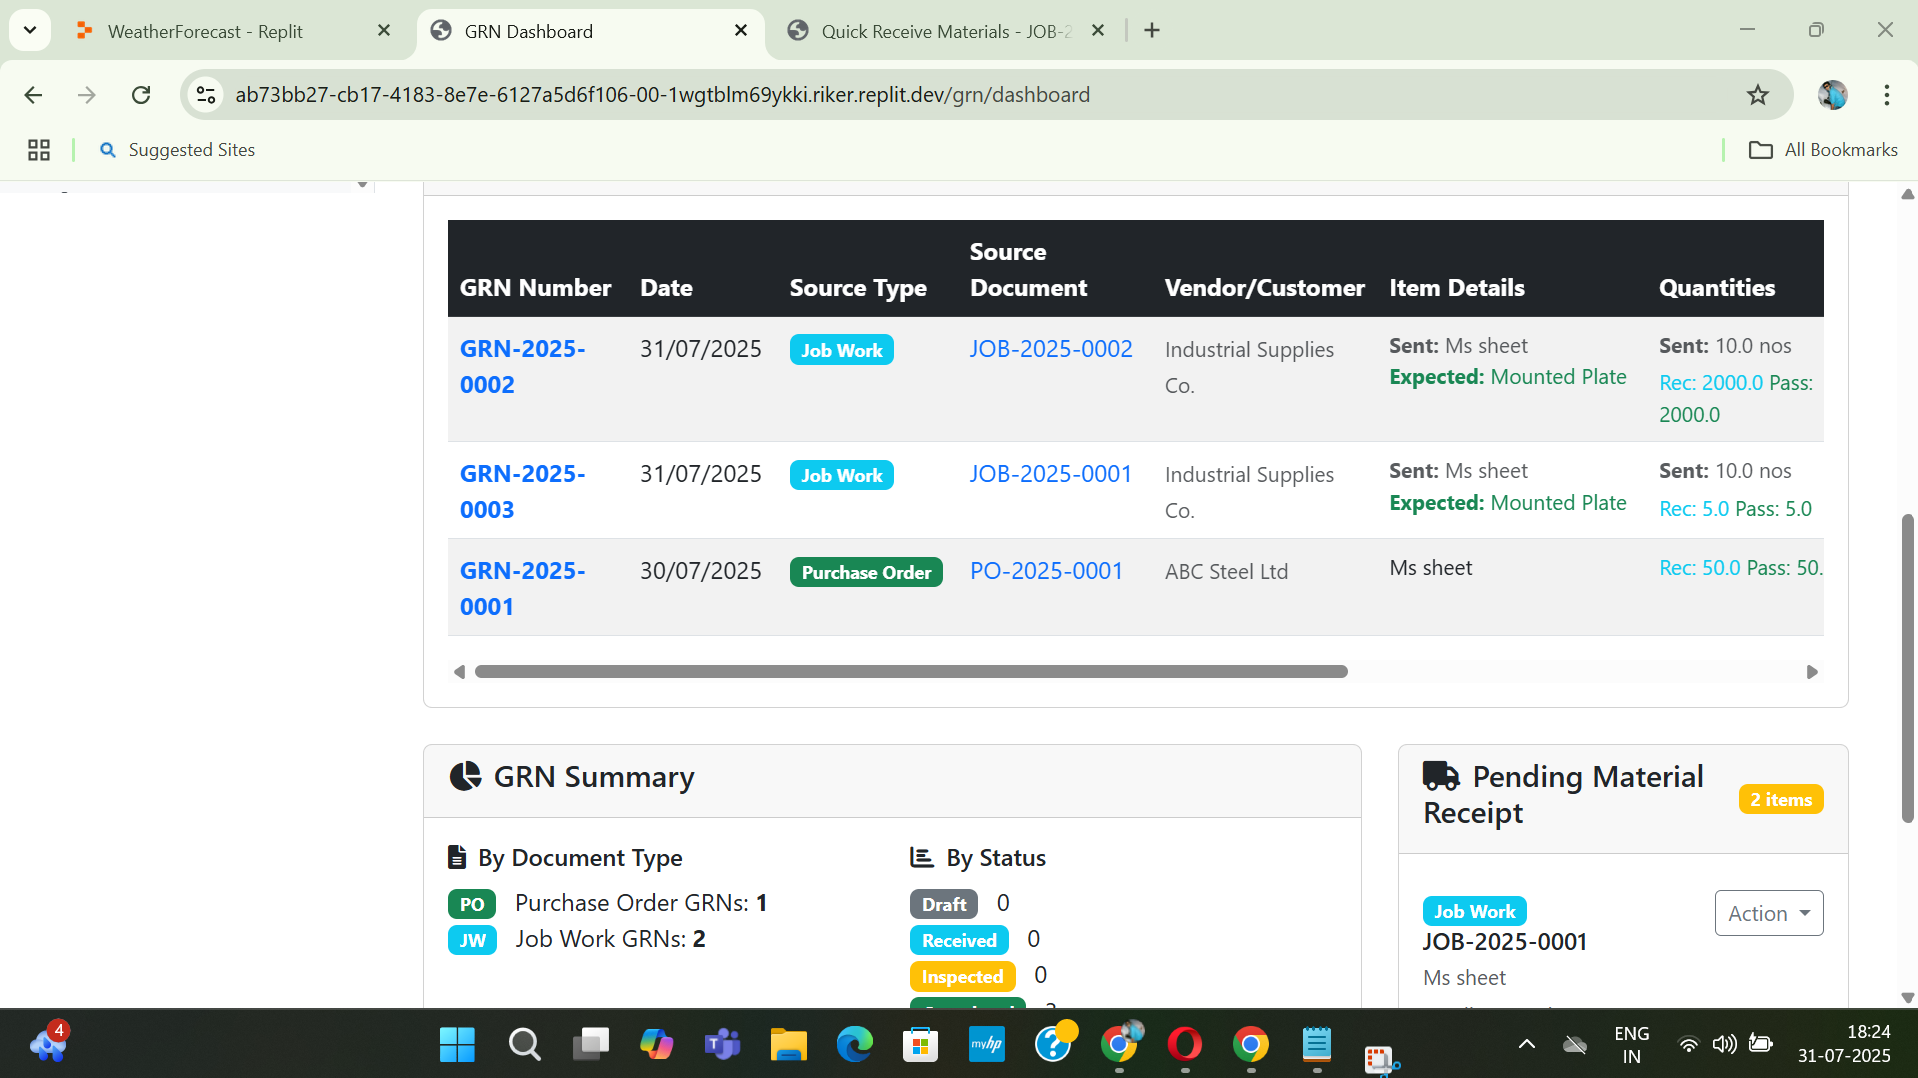 WeatherForecast - Replit
GRN Dashboard
Quick Receive Materials - JOB-2
ab73bb27-cb17-4183-8e7e-6127a5d6f106-00-1wgtblm69ykki.riker.replit.dev/grn/dashboard
Suggested Sites
All Bookmarks
GRN Number Date Source Type Source Document Vendor/Customer Item Details Quantities
GRN-2025-0002 31/07/2025 Job Work JOB-2025-0002 Industrial Supplies Co. Sent: Ms sheet Expected: Mounted Plate Sent: 10.0 nos Rec: 2000.0 Pass: 2000.0
GRN-2025-0003 31/07/2025 Job Work JOB-2025-0001 Industrial Supplies Co. Sent: Ms sheet Expected: Mounted Plate Sent: 10.0 nos Rec: 5.0 Pass: 5.0
GRN-2025-0001 30/07/2025 Purchase Order PO-2025-0001 ABC Steel Ltd Ms sheet Rec: 50.0 Pass: 50.
GRN Summary
By Document Type
PO Purchase Order GRNs: 1
JW Job Work GRNs: 2
By Status
Draft 0
Received 0
Inspected 0
Pending Material Receipt
2 items
Job Work
JOB-2025-0001
Ms sheet
Action
4
myhp
ENG
IN
18:24
31-07-2025